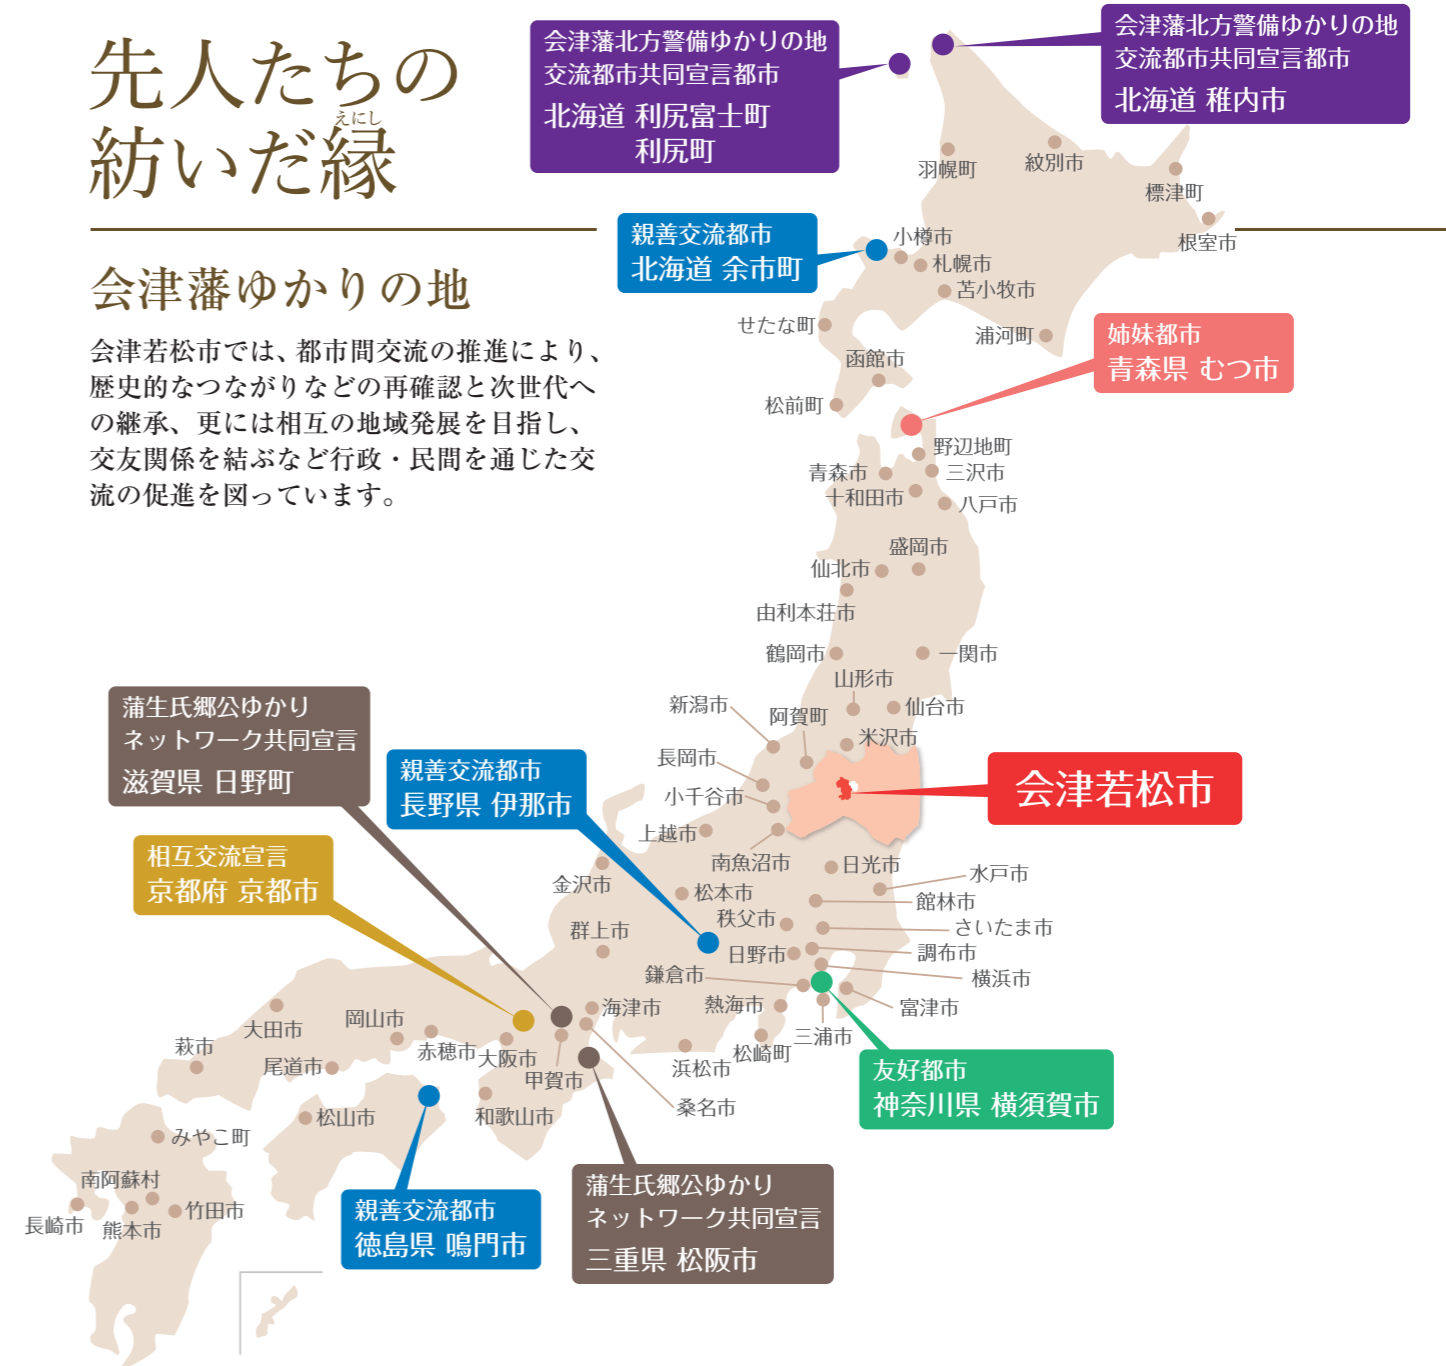 先人たちの
えにし
紡いだ縁
会津藩ゆかりの地
会津若松市では、都市間交流の推進により、
歴史的なつながりなどの再確認と次世代へ
の継承、更には相互の地域発展を目指し、
交友関係を結ぶなど行政・民間を通じた交
流の促進を図っています。
会津藩北方警備ゆかりの地
交流都市共同宣言都市
北海道 利尻富士町
利尻町
会津藩北方警備ゆかりの地
交流都市共同宣言都市
北海道 稚内市
羽幌町
紋別市
標津町
根室市
親善交流都市
北海道 余市町
小樽市
札幌市
苫小牧市
せたな町
浦河町
函館市
松前町
姉妹都市
青森県 むつ市
野辺地町
青森市
三沢市
十和田市
八戸市
盛岡市
仙北市
由利本荘市
鶴岡市
一関市
山形市
新潟市
阿賀町
仙台市
米沢市
長岡市
小千谷市
上越市
南魚沼市
会津若松市
蒲生氏郷公ゆかり
ネットワーク共同宣言
滋賀県 日野町
親善交流都市
長野県 伊那市
相互交流宣言
京都府 京都市
金沢市
松本市
日光市
水戸市
館林市
秩父市
さいたま市
群上市
日野市
調布市
鎌倉市
横浜市
海津市
熱海市
富津市
三浦市
大田市
岡山市
萩市
尾道市
赤穂市
大阪市
甲賀市
浜松市
松崎町
友好都市
神奈川県 横須賀市
松山市
和歌山市
桑名市
みやこ町
南阿蘇村
竹田市
長崎市
熊本市
親善交流都市
徳島県 鳴門市
蒲生氏郷公ゆかり
ネットワーク共同宣言
三重県 松阪市